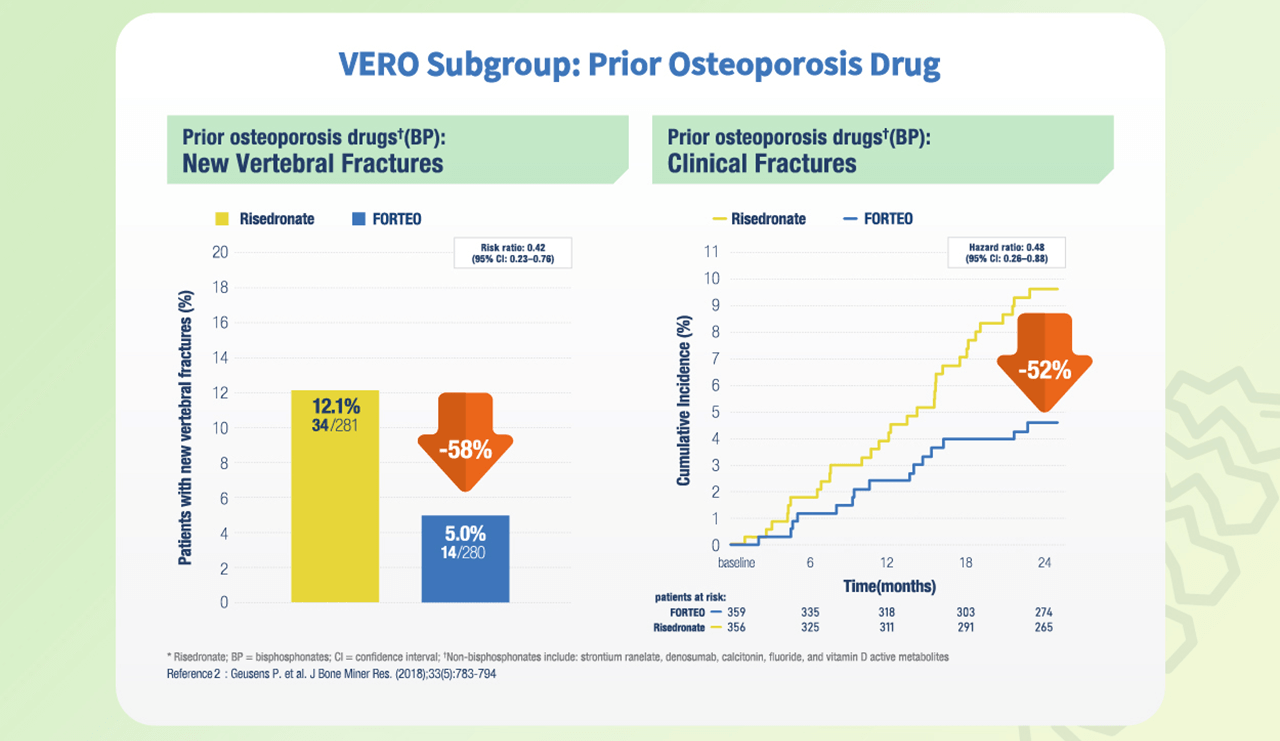 VERO Subgroup: Prior Osteoporosis Drug
Prior osteoporosis drugs†(BP):
New Vertebral Fractures
Risedronate
FORTEO
Risk ratio: 0.42
(95% CI: 0.23–0.76)
Patients with new vertebral fractures (%)
20
18
16
14
12
10
8
6
4
2
0
12.1%
34/281
-58%
5.0%
14/280
Prior osteoporosis drugs†(BP):
Clinical Fractures
Risedronate
FORTEO
Hazard ratio: 0.48
(95% CI: 0.26–0.88)
Cumulative Incidence (%)
11
10
9
8
7
6
5
4
3
2
1
0
-52%
baseline 6 12 18 24
Time(months)
patients at risk:
FORTEO 359 335 318 303 274
Risedronate 356 325 311 291 265
* Risedronate; BP = bisphosphonates; CI = confidence interval; †Non-bisphosphonates include: strontium ranelate, denosumab, calcitonin, fluoride, and vitamin D active metabolites
Reference2 : Geusens P. et al. J Bone Miner Res. (2018);33(5):783-794